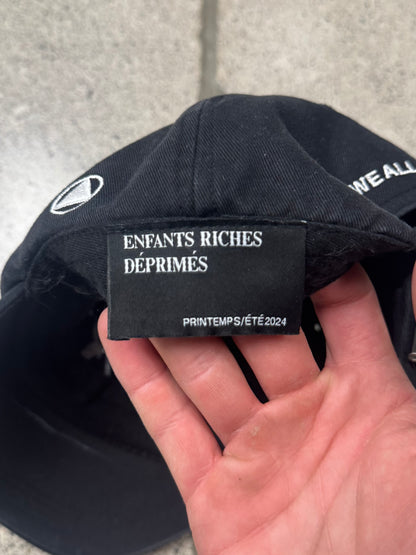 WE ALL
ENFANTS RICHES
DÉPRIMÉS
PRINTEMPS/ÉTÉ 2024